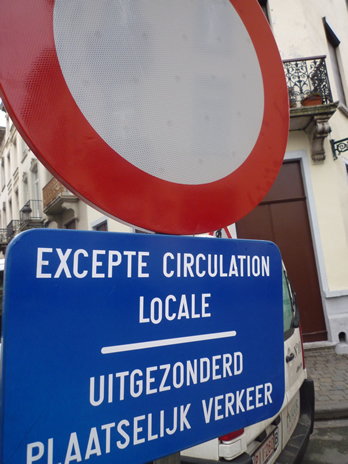 EXCEPTE CIRCULATION
LOCALE
UITGEZONDERD
PLAATSELIJK VERKEER